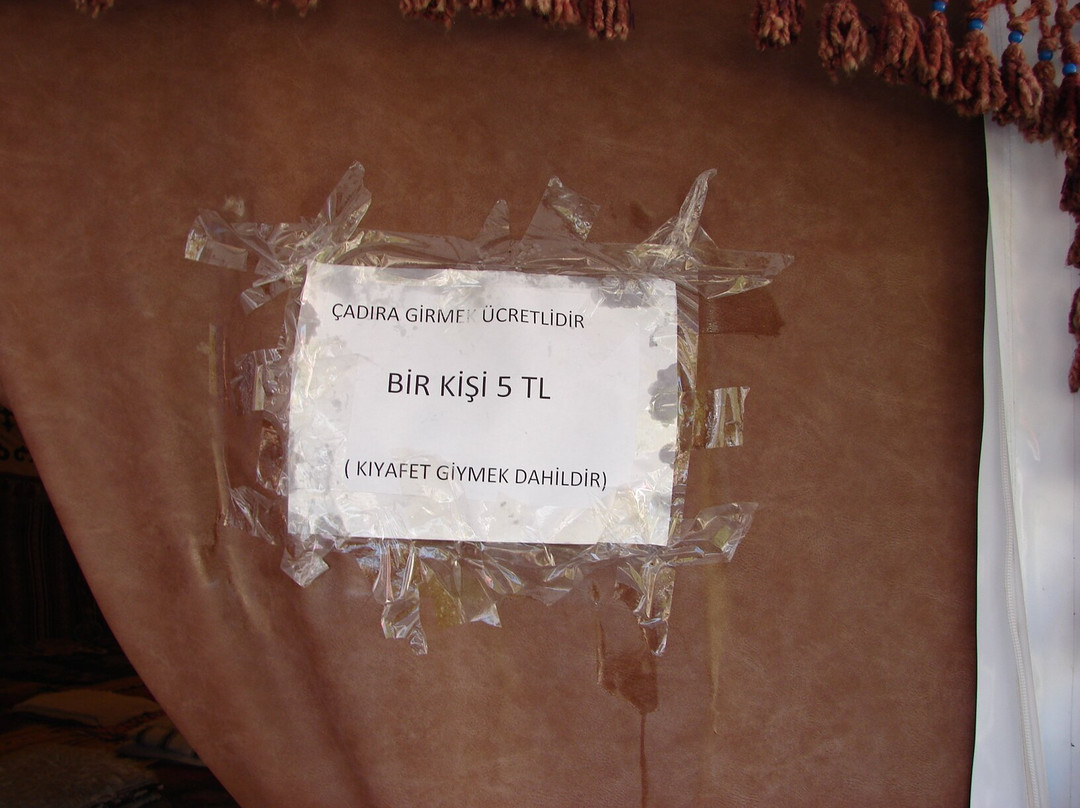 ÇADIRA GİRMEK ÜCRETLİDİR
BİR KİŞİ 5 TL
( KIYAFET GİYMEK DAHİLDİR)